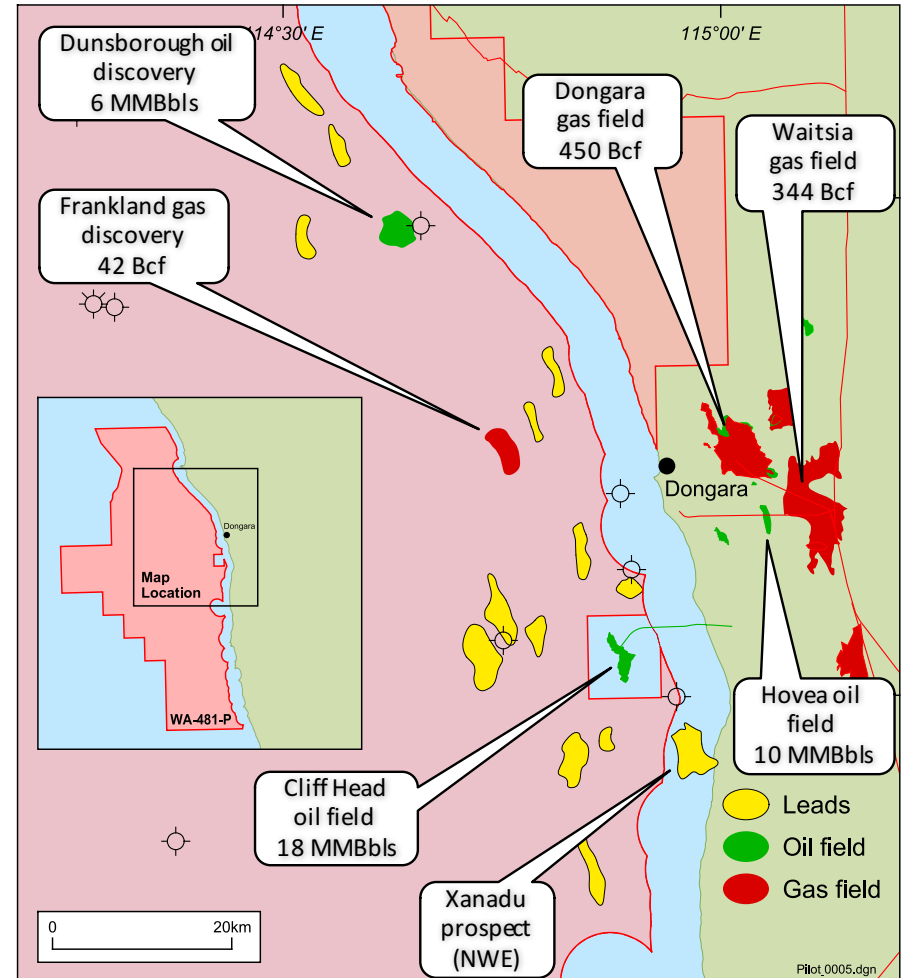 114°30' E
115°00' E
Dunsborough oil
discovery
6 MMBbls
Dongara
gas field
450 Bcf
Waitsia
gas field
344 Bcf
Frankland gas
discovery
42 Bcf
Dongara
Dongara
Map
Location
WA-481-P
Hovea oil
field
10 MMBbls
Cliff Head
oil field
18 MMBbls
Xanadu
prospect
(NWE)
Leads
Oil field
Gas field
0
20km
Pilot_0005.dgn